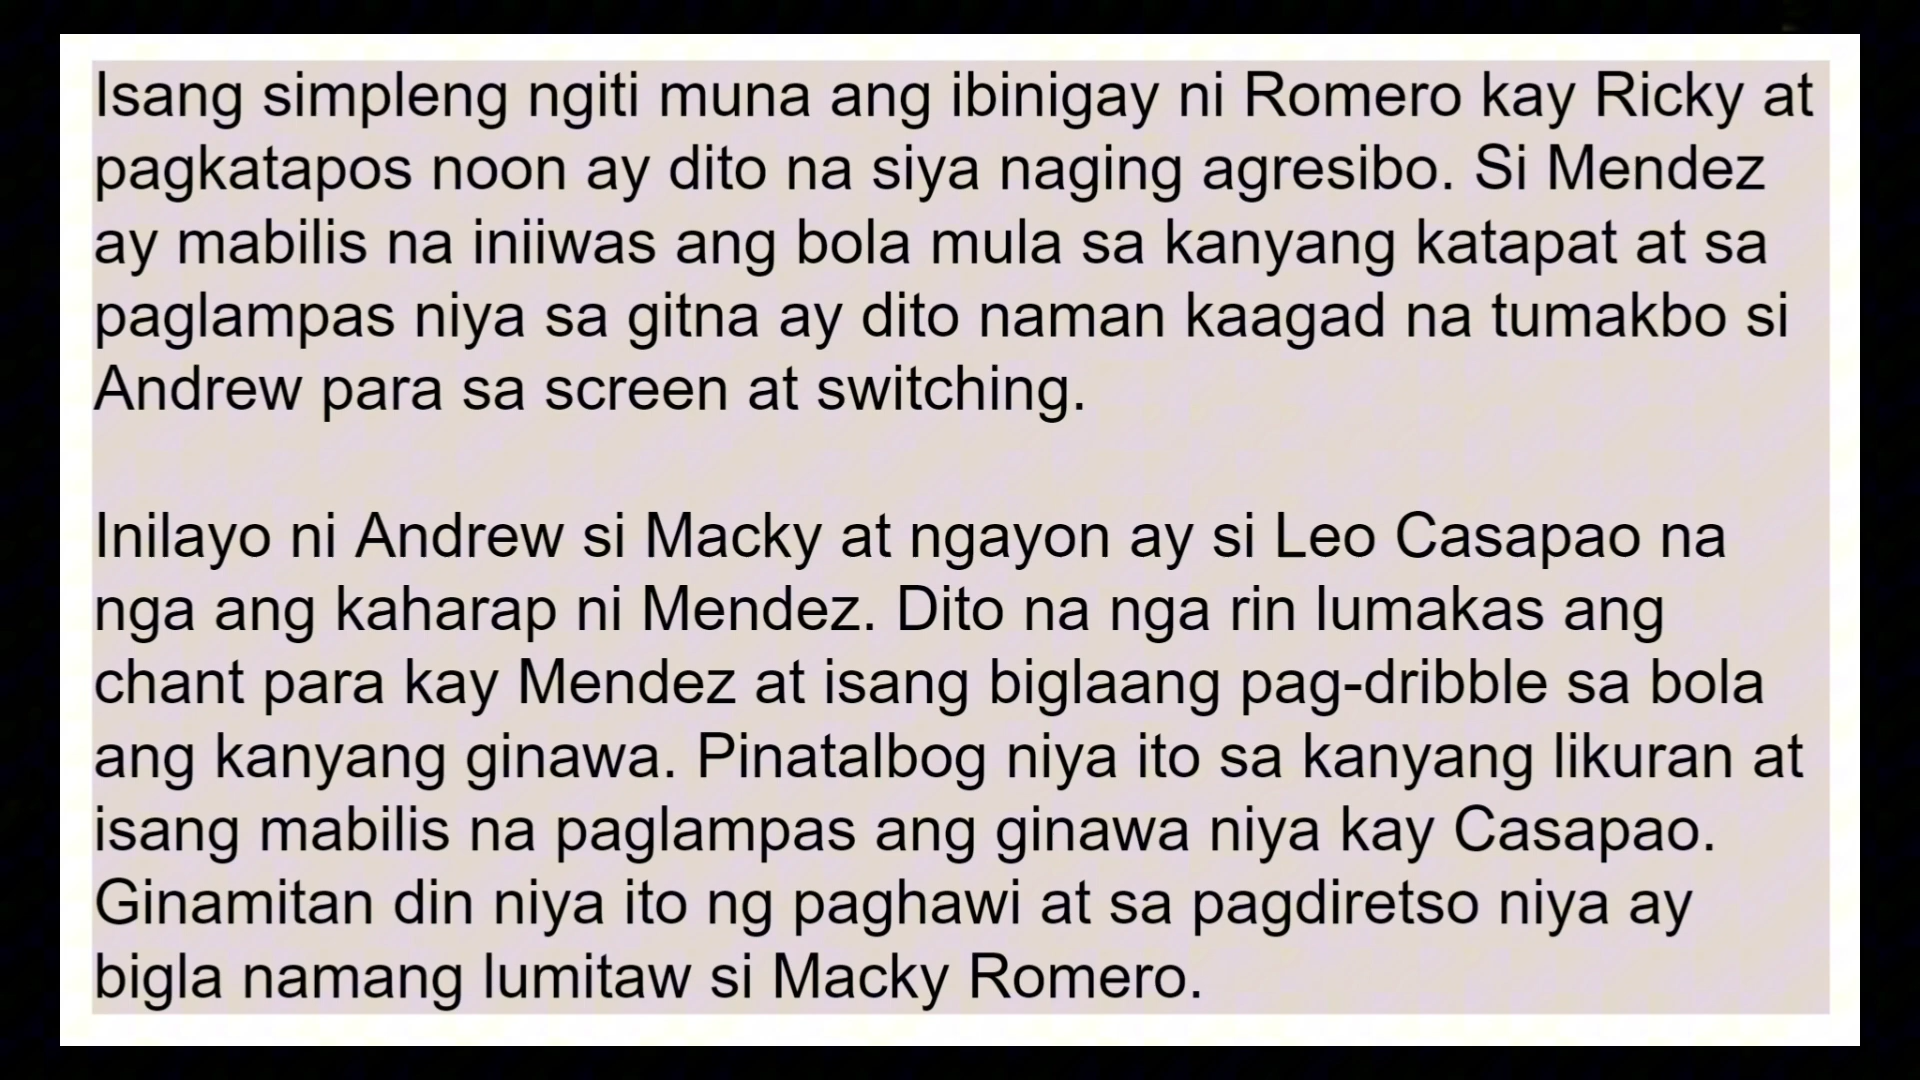 Isang simpleng ngiti muna ang ibinigay ni Romero kay Ricky at
pagkatapos noon ay dito na siya naging agresibo. Si Mendez
ay mabilis na iniiwas ang bola mula sa kanyang katapat at sa
paglampas niya sa gitna ay dito naman kaagad na tumakbo si
Andrew para sa screen at switching.
Inilayo ni Andrew si Macky at ngayon ay si Leo Casapao na
nga ang kaharap ni Mendez. Dito na nga rin lumakas ang
chant para kay Mendez at isang biglaang pag-dribble sa bola
ang kanyang ginawa. Pinatalbog niya ito sa kanyang likuran at
isang mabilis na paglampas ang ginawa niya kay Casapao.
Ginamitan din niya ito ng paghawi at sa pagdiretso niya ay
bigla namang lumitaw si Macky Romero.